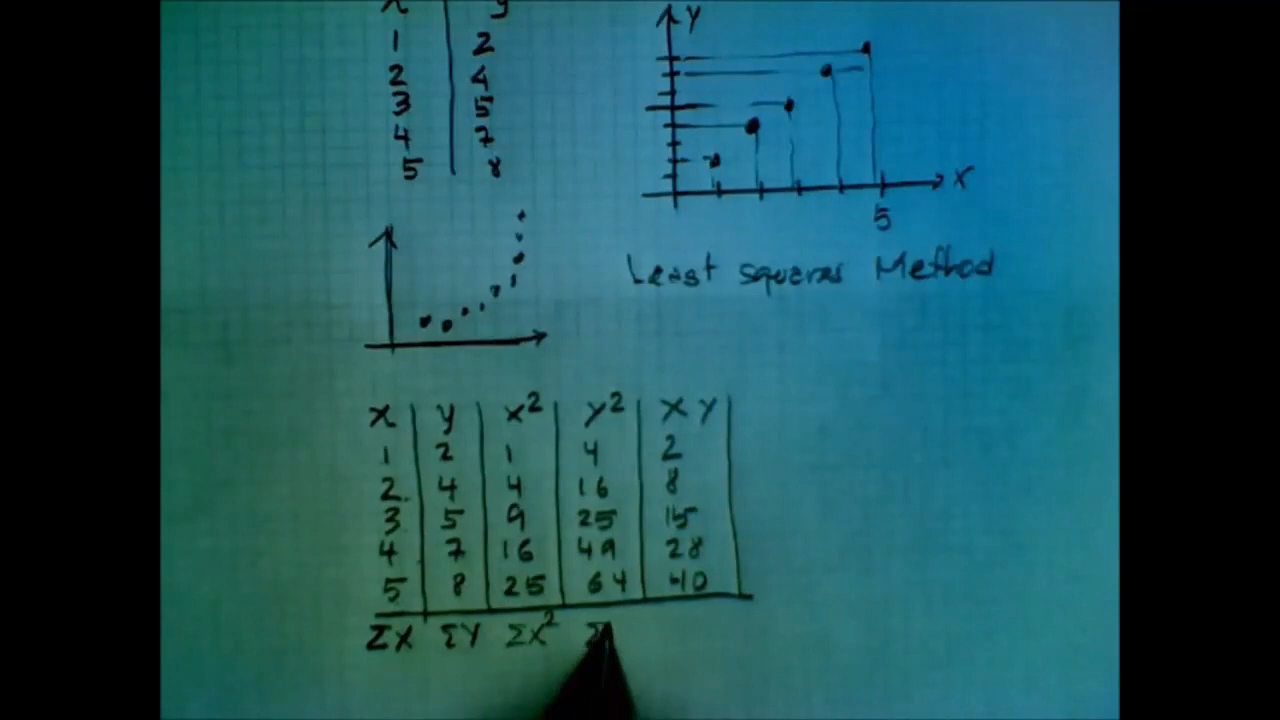 x y
1 2
2 4
3 5
4 7
5 8
Y
X
5
Least squares Method
X y x² y² X Y
1 2 1 4 2
2 4 4 16 8
3 5 9 25 15
4 7 16 49 28
5 8 25 64 40
ΣX ΣY ΣX² Σ